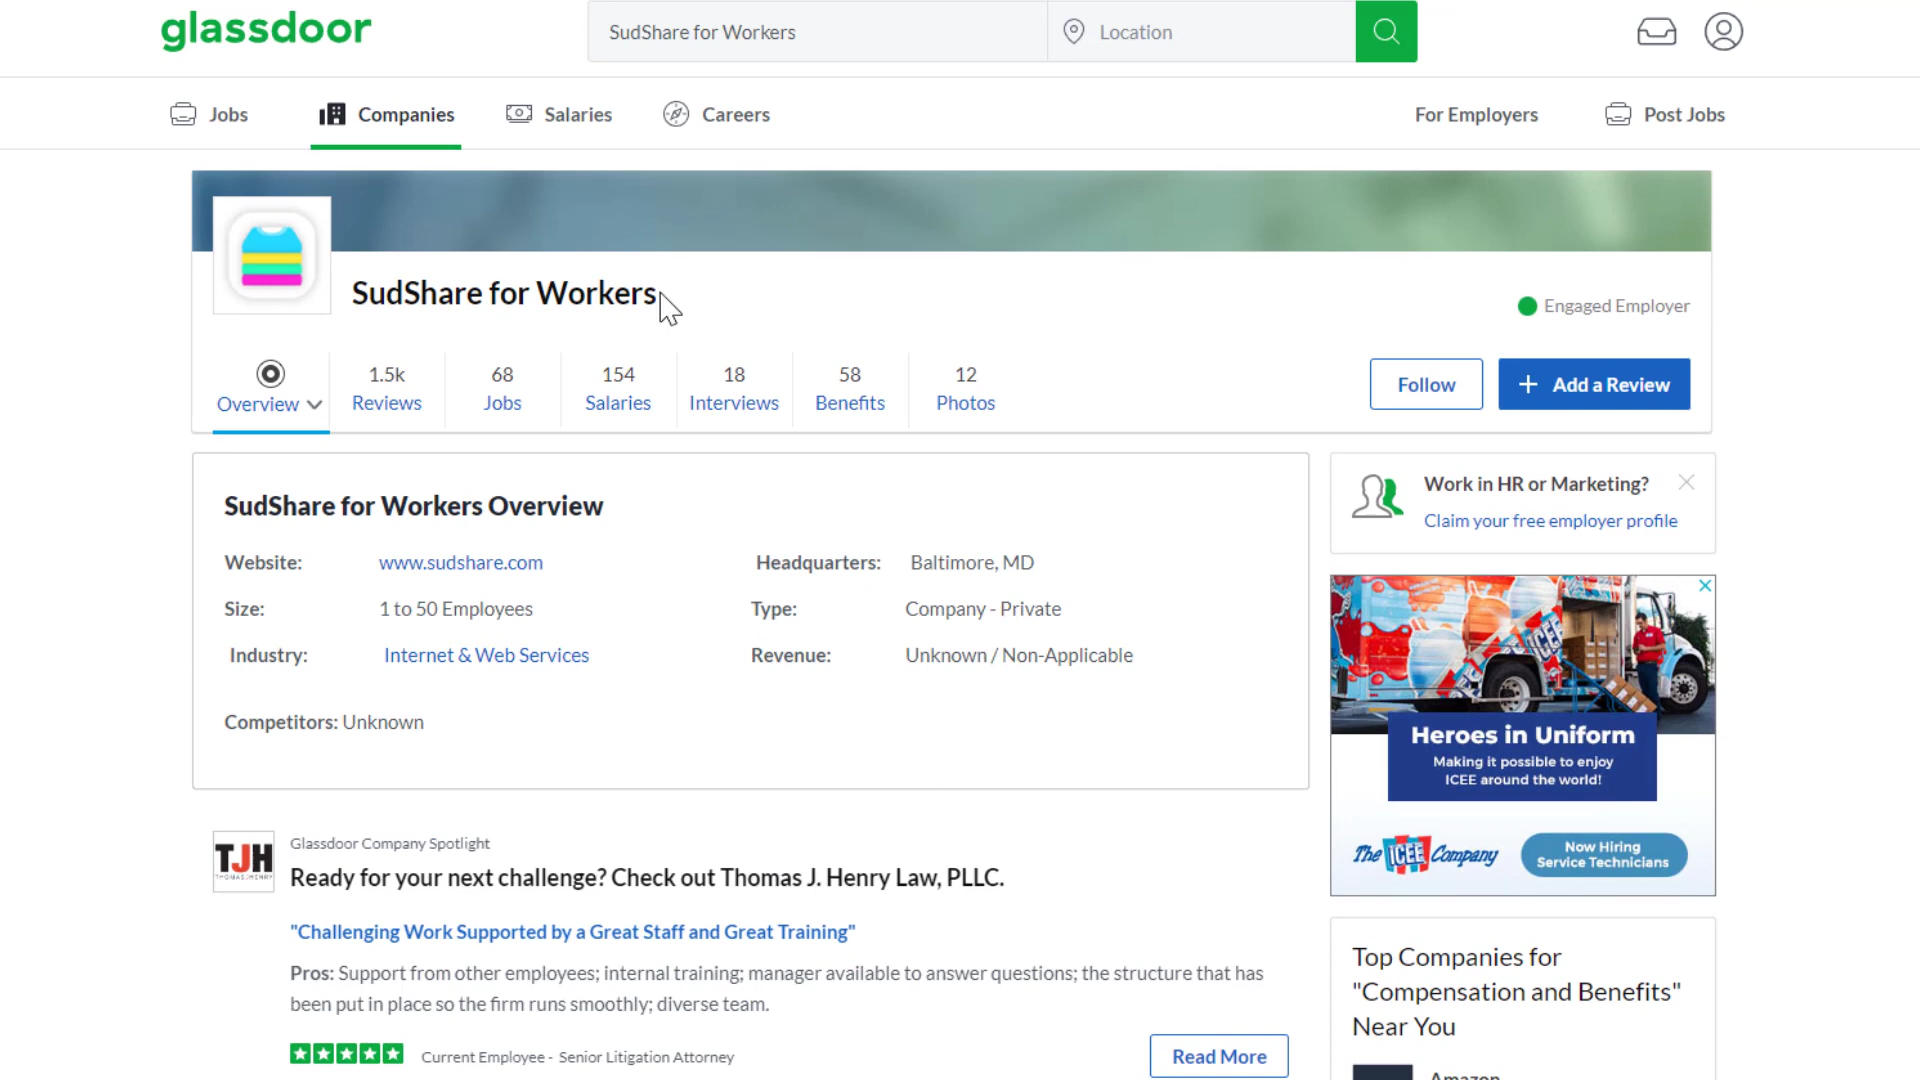 glassdoor
SudShare for Workers
Location
Jobs
Companies
Salaries
Careers
For Employers
Post Jobs
SudShare for Workers
Engaged Employer
Overview
1.5k
Reviews
68
Jobs
154
Salaries
18
Interviews
58
Benefits
12
Photos
Follow
+ Add a Review
SudShare for Workers Overview
Website: www.sudshare.com
Headquarters: Baltimore, MD
Size: 1 to 50 Employees
Type: Company - Private
Industry: Internet & Web Services
Revenue: Unknown / Non-Applicable
Competitors: Unknown
Work in HR or Marketing?
Claim your free employer profile
ICEE
Heroes in Uniform
Making it possible to enjoy
ICEE around the world!
The ICEE Company
Now Hiring
Service Technicians
TJH
THOMAS J HENRY
Glassdoor Company Spotlight
Ready for your next challenge? Check out Thomas J. Henry Law, PLLC.
"Challenging Work Supported by a Great Staff and Great Training"
Pros: Support from other employees; internal training; manager available to answer questions; the structure that has
been put in place so the firm runs smoothly; diverse team.
Current Employee - Senior Litigation Attorney
Read More
Top Companies for
"Compensation and Benefits"
Near You
Amazon